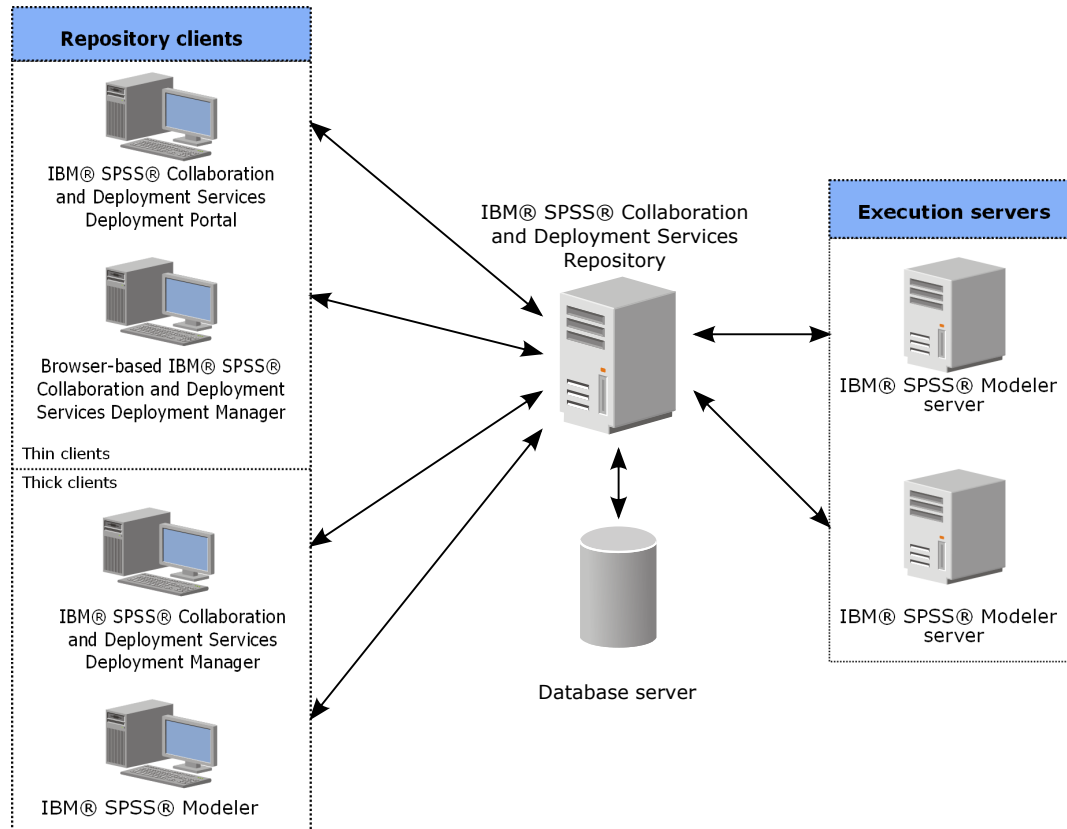 Repository clients
IBM® SPSS® Collaboration
and Deployment Services
Deployment Portal
Browser-based IBM® SPSS®
Collaboration and Deployment
Services Deployment Manager
Thin clients
Thick clients
IBM® SPSS® Collaboration
and Deployment Services
Deployment Manager
IBM® SPSS® Modeler
IBM® SPSS® Collaboration
and Deployment Services
Repository
Database server
Execution servers
IBM® SPSS® Modeler
server
IBM® SPSS® Modeler
server